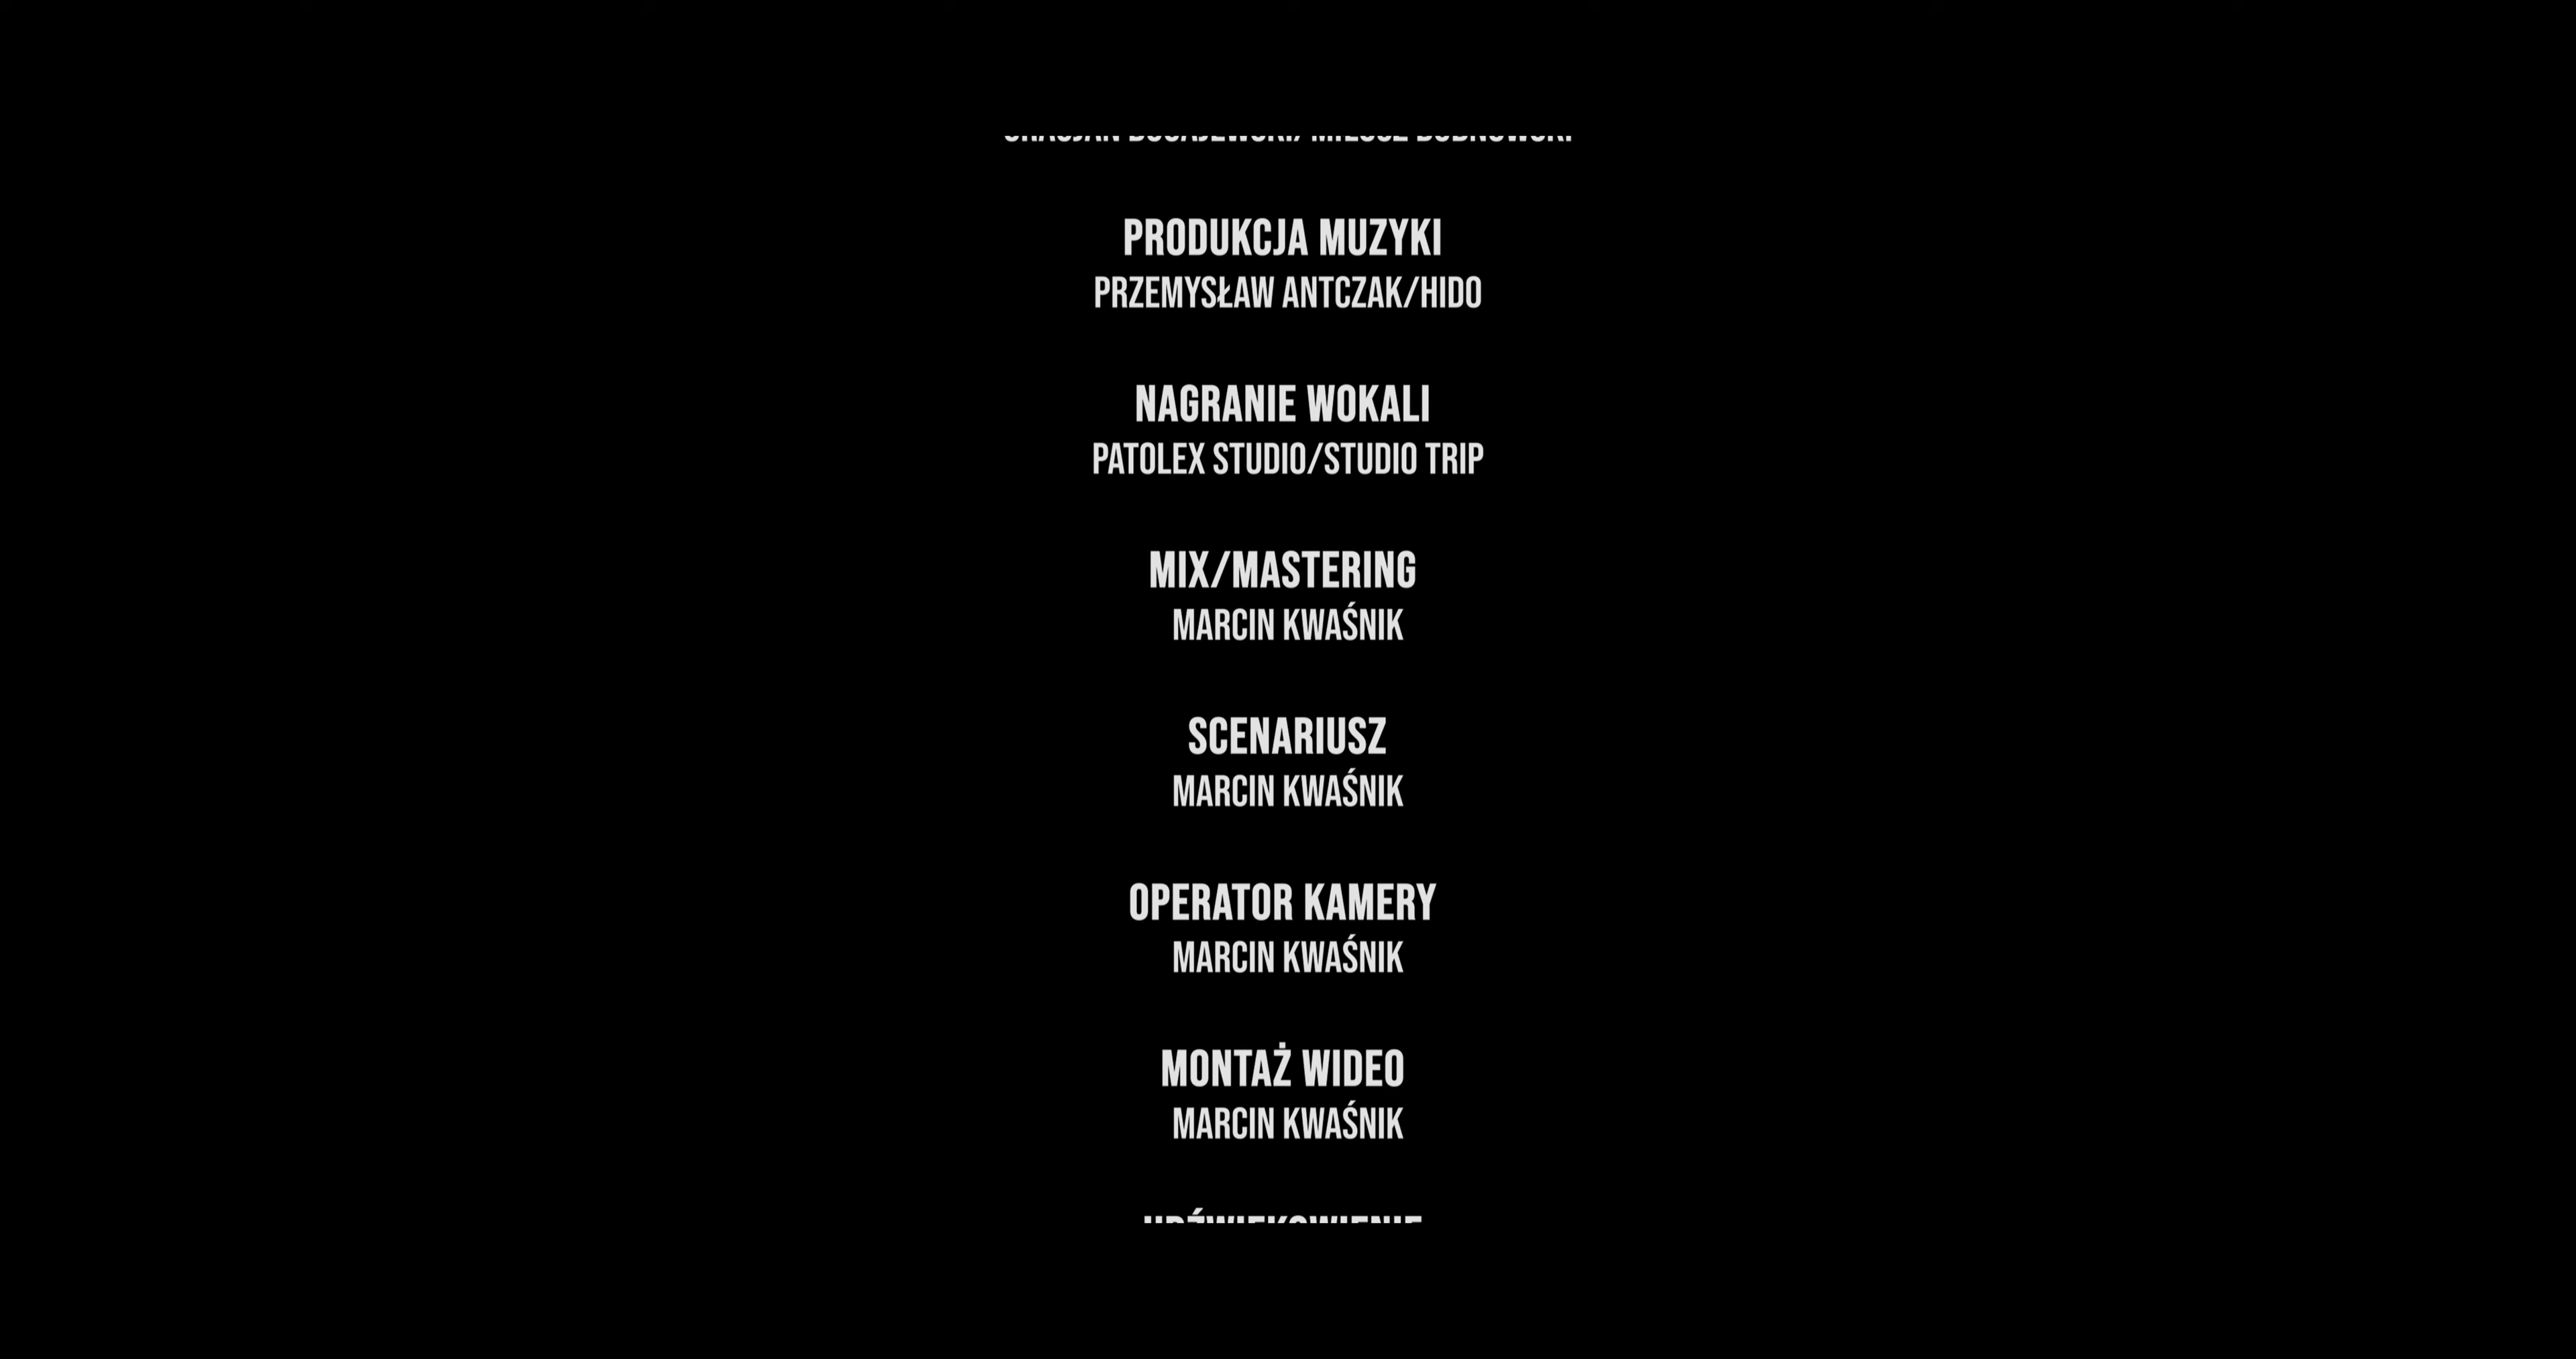 PRODUKCJA MUZYKI
PRZEMYSŁAW ANTCZAK/HIDO
NAGRANIE WOKALI
PATOLEX STUDIO/STUDIO TRIP
MIX/MASTERING
MARCIN KWAŚNIK
SCENARIUSZ
MARCIN KWAŚNIK
OPERATOR KAMERY
MARCIN KWAŚNIK
MONTAŻ WIDEO
MARCIN KWAŚNIK